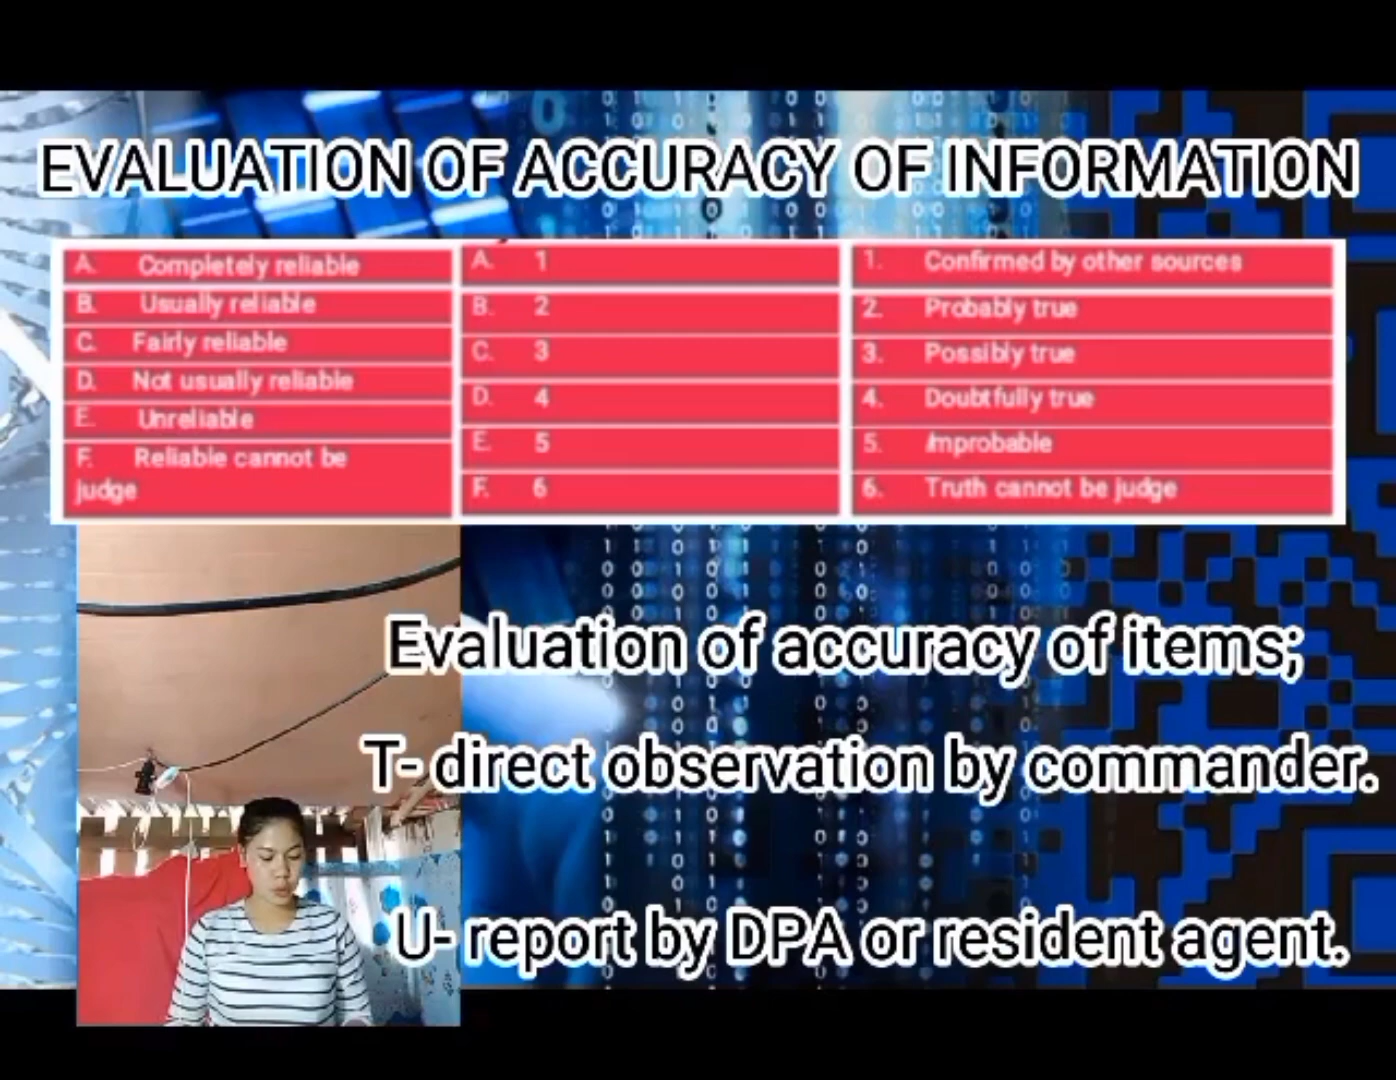 EVALUATION OF ACCURACY OF INFORMATION
A. Completely reliable
B. Usually reliable
C. Fairly reliable
D. Not usually reliable
E. Unreliable
F. Reliable cannot be
judge
A. 1
B. 2
C. 3
D. 4
E. 5
F. 6
1. Confirmed by other sources
2. Probably true
3. Possibly true
4. Doubtfully true
5. Improbable
6. Truth cannot be judge
Evaluation of accuracy of items;
T- direct observation by commander.
U- report by DPA or resident agent.